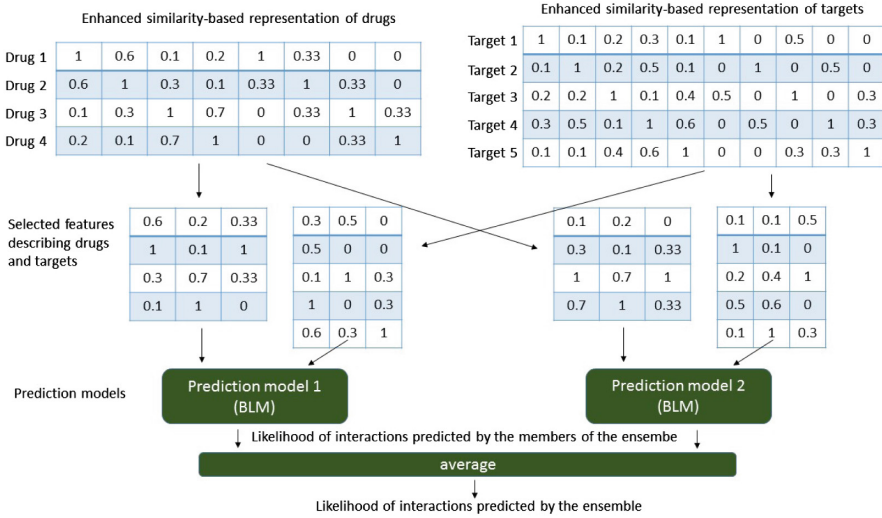 Enhanced similarity-based representation of drugs
Enhanced similarity-based representation of targets
Drug 1 1 0.6 0.1 0.2 1 0.33 0 0
Drug 2 0.6 1 0.3 0.1 0.33 1 0.33 0
Drug 3 0.1 0.3 1 0.7 0 0.33 1 0.33
Drug 4 0.2 0.1 0.7 1 0 0 0.33 1
Target 1 1 0.1 0.2 0.3 0.1 1 0 0.5 0 0
Target 2 0.1 1 0.2 0.5 0.1 0 1 0 0.5 0
Target 3 0.2 0.2 1 0.1 0.4 0.5 0 1 0 0.3
Target 4 0.3 0.5 0.1 1 0.6 0 0.5 0 1 0.3
Target 5 0.1 0.1 0.4 0.6 1 0 0 0.3 0.3 1
Selected features
describing drugs
and targets
0.6 0.2 0.33
1 0.1 1
0.3 0.7 0.33
0.1 1 0
0.3 0.5 0
0.5 0 0
0.1 1 0.3
1 0 0.3
0.6 0.3 1
0.1 0.2 0
0.3 0.1 0.33
1 0.7 1
0.7 1 0.33
0.1 0.1 0.5
1 0.1 0
0.2 0.4 1
0.5 0.6 0
0.1 1 0.3
Prediction models
Prediction model 1
(BLM)
Prediction model 2
(BLM)
Likelihood of interactions predicted by the members of the ensembe
average
Likelihood of interactions predicted by the ensemble